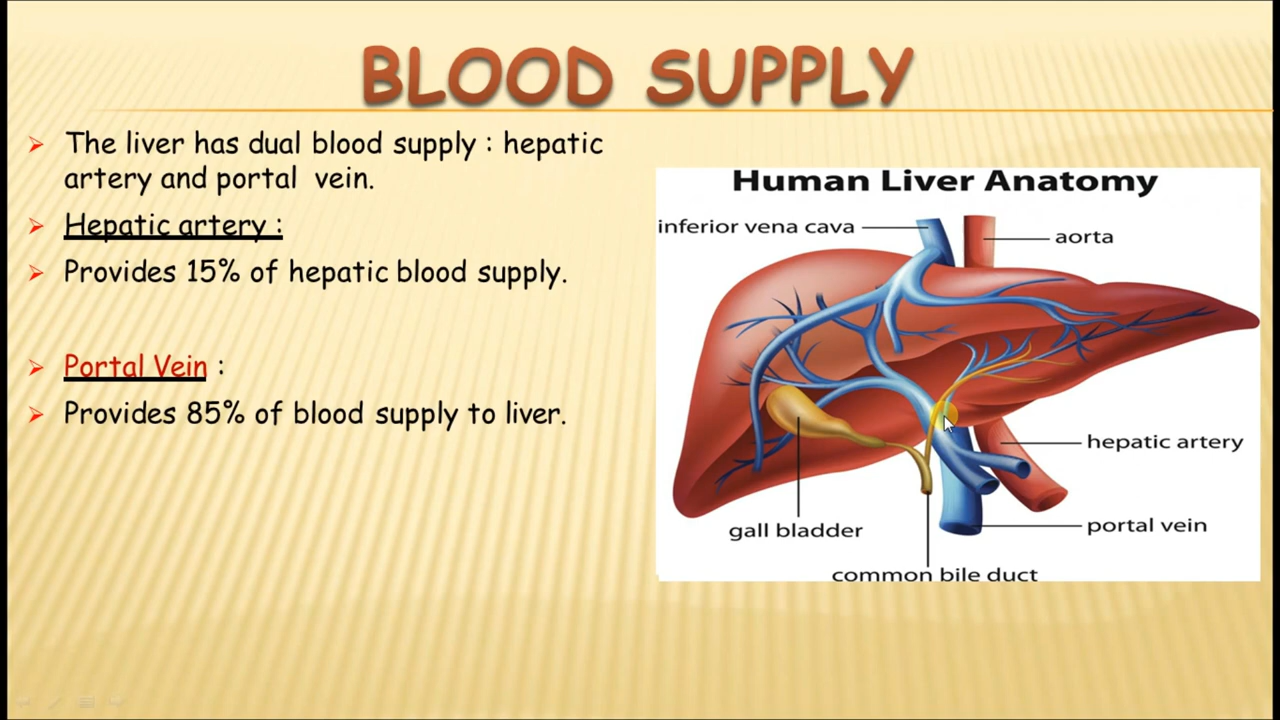 BLOOD SUPPLY
The liver has dual blood supply : hepatic
artery and portal vein.
Hepatic artery :
Provides 15% of hepatic blood supply.
Portal Vein :
Provides 85% of blood supply to liver.
Human Liver Anatomy
inferior vena cava
aorta
hepatic artery
portal vein
gall bladder
common bile duct